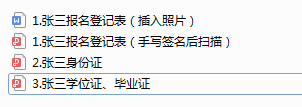 1.张三报名登记表（插入照片）
1.张三报名登记表（手写签名后扫描）
2.张三身份证
3.张三学位证、毕业证